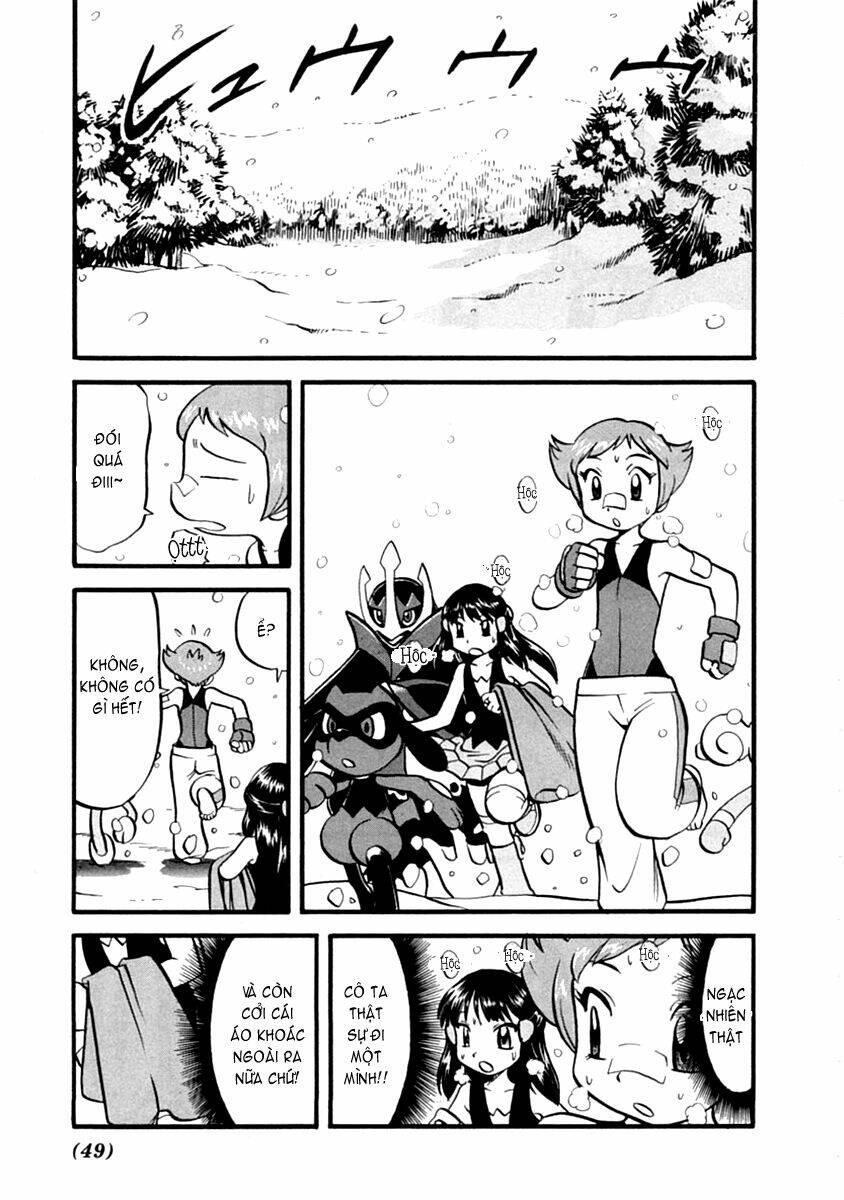 ヒュウウウ
Hộc
Hộc
Hộc
Hộc
ĐÓI
QUÁ
ĐIII~
Ọttt
Ể?
KHÔNG,
KHÔNG CÓ
GÌ HẾT!
NGẠC
NHIÊN
THẬT
Hộc
Hộc
Hộc
CÔ TA
THẬT
SỰ ĐI
MỘT
MÌNH!!
VÀ CÒN
CỞI CÁI
ÁO KHOÁC
NGOÀI RA
NỮA CHỨ!
(49)